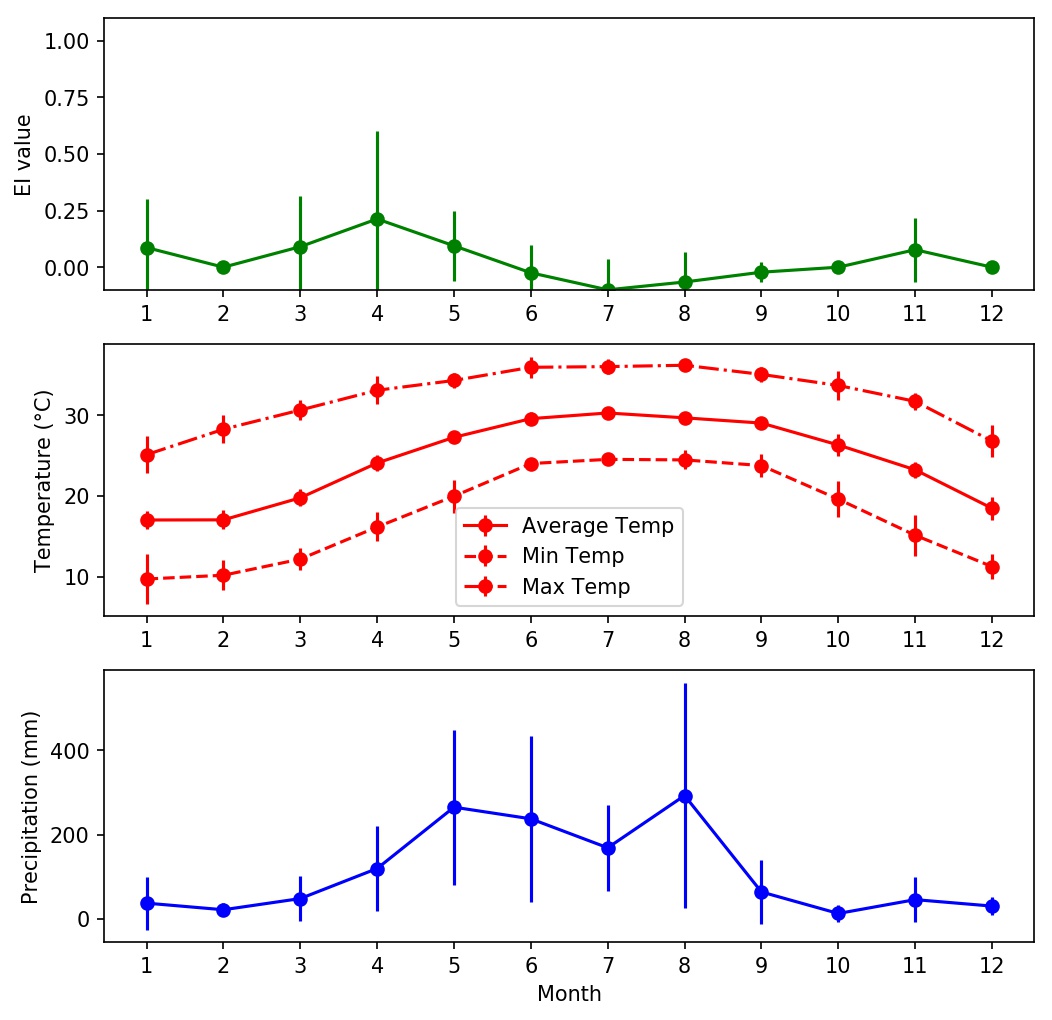 EI value
1.00
0.75
0.50
0.25
0.00
1 2 3 4 5 6 7 8 9 10 11 12
Temperature (°C)
30
20
10
Average Temp
Min Temp
Max Temp
1 2 3 4 5 6 7 8 9 10 11 12
Precipitation (mm)
400
200
0
1 2 3 4 5 6 7 8 9 10 11 12
Month